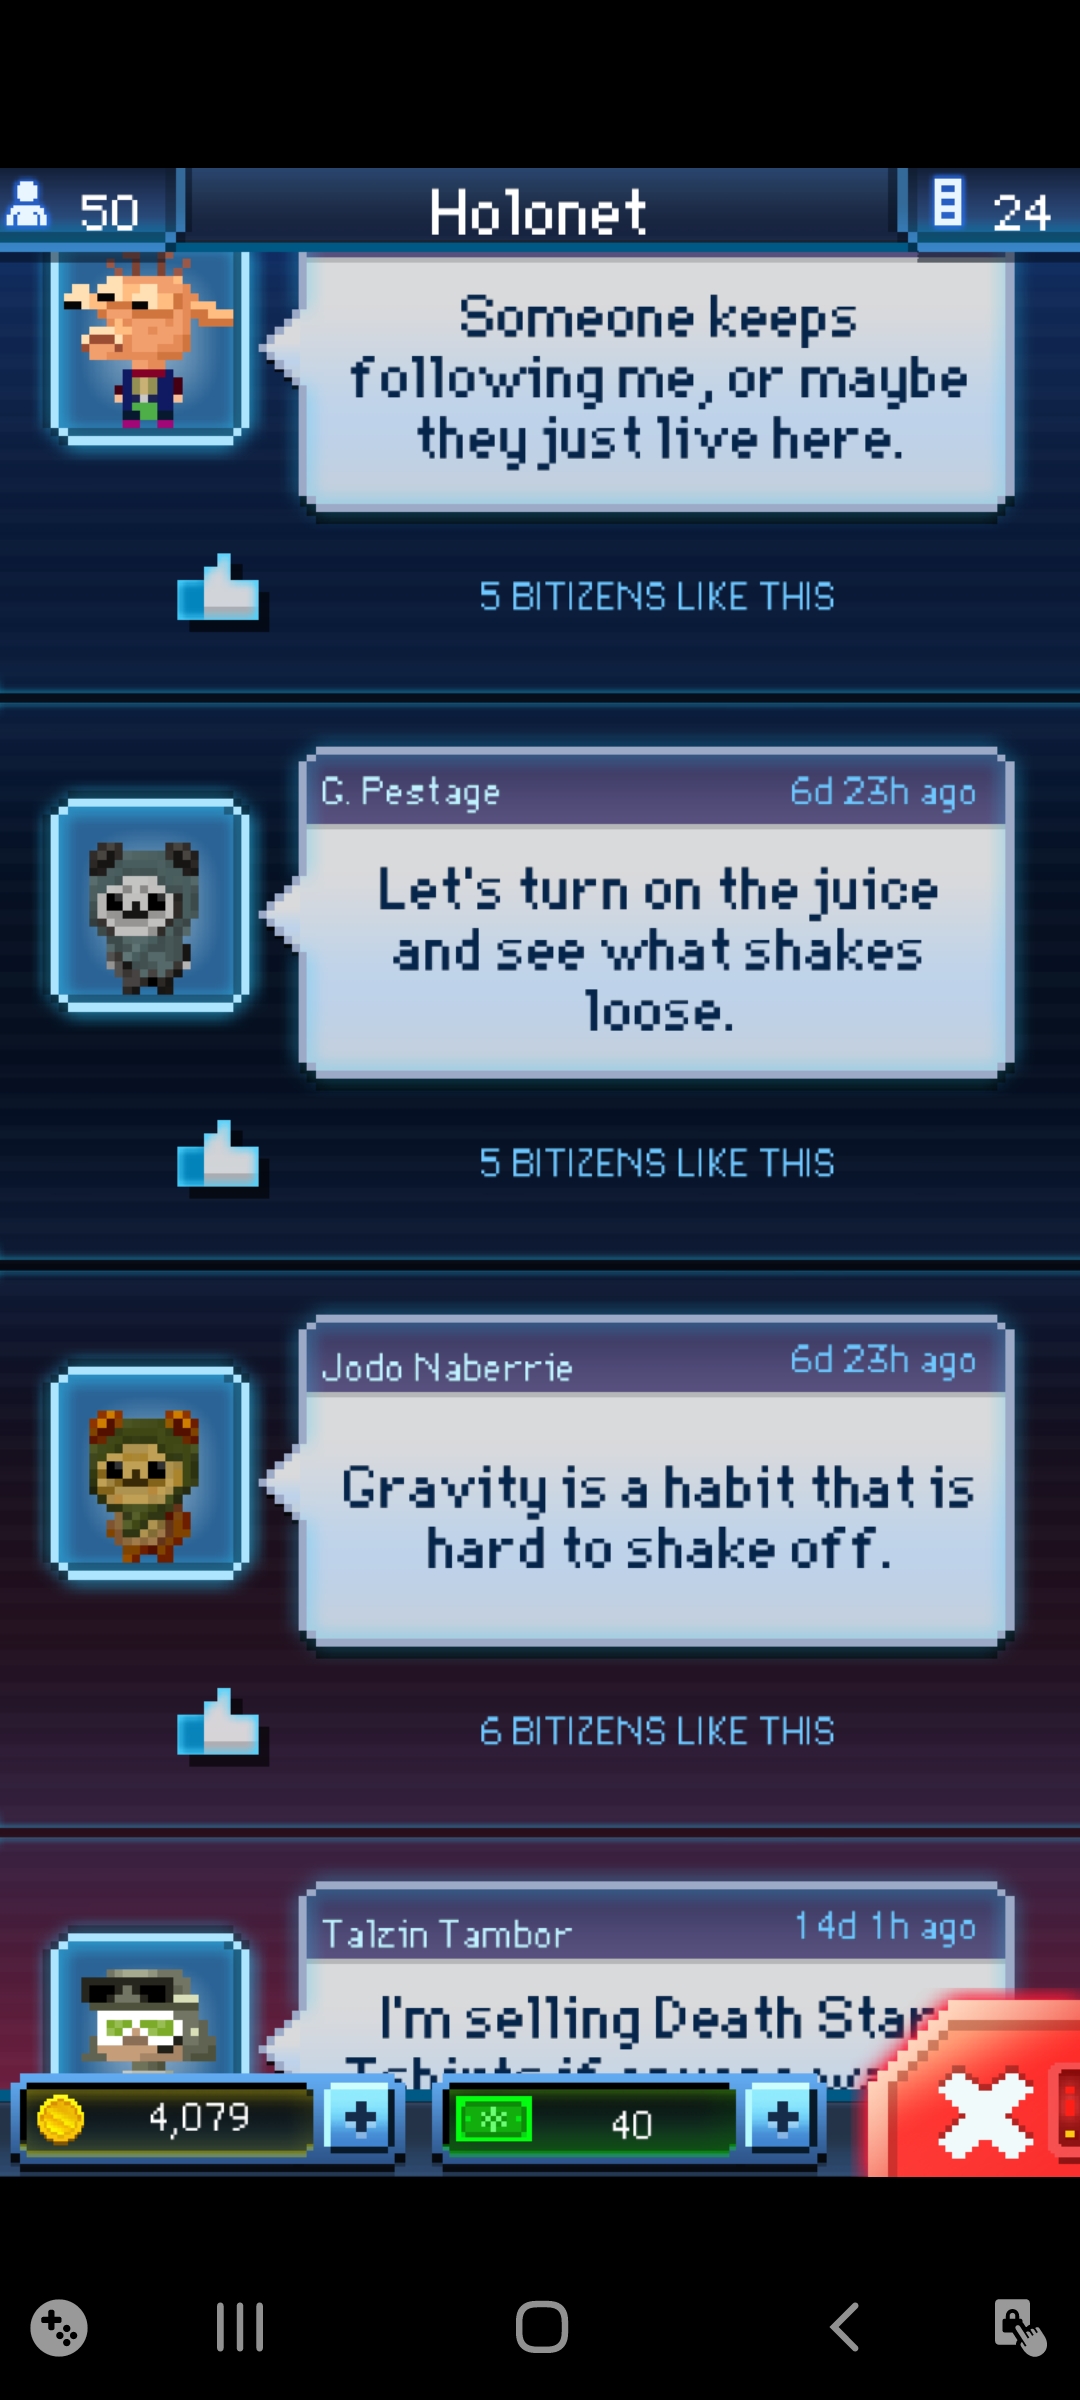 50
Holonet
24
Someone keeps
following me, or maybe
they just live here.
5 BITIZENS LIKE THIS
G. Pestage
6d 23h ago
Let's turn on the juice
and see what shakes
loose.
5 BITIZENS LIKE THIS
Jodo Naberrie
6d 23h ago
Gravity is a habit that is
hard to shake off.
6 BITIZENS LIKE THIS
Talzin Tambor
14d 1h ago
I'm selling Death Star
4,079
40